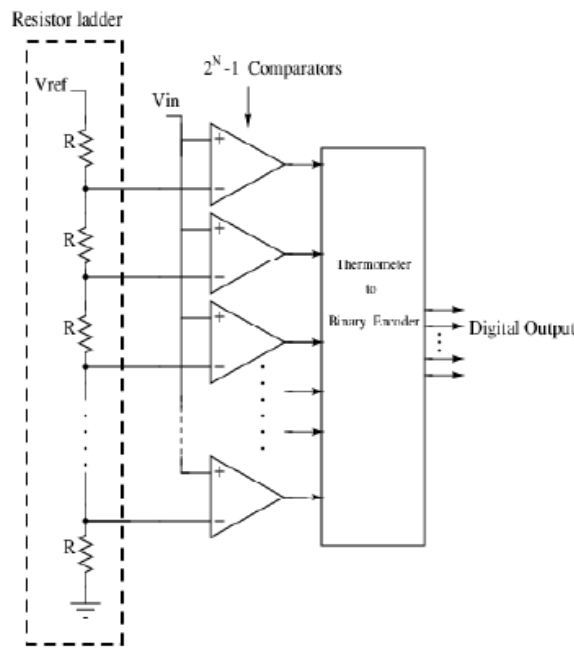 Resistor ladder
2^N -1 Comparators
Vref
Vin
R
+
−
R
+
−
Thermometer
to
Binary Encoder
R
+
−
Digital Output
+
−
R